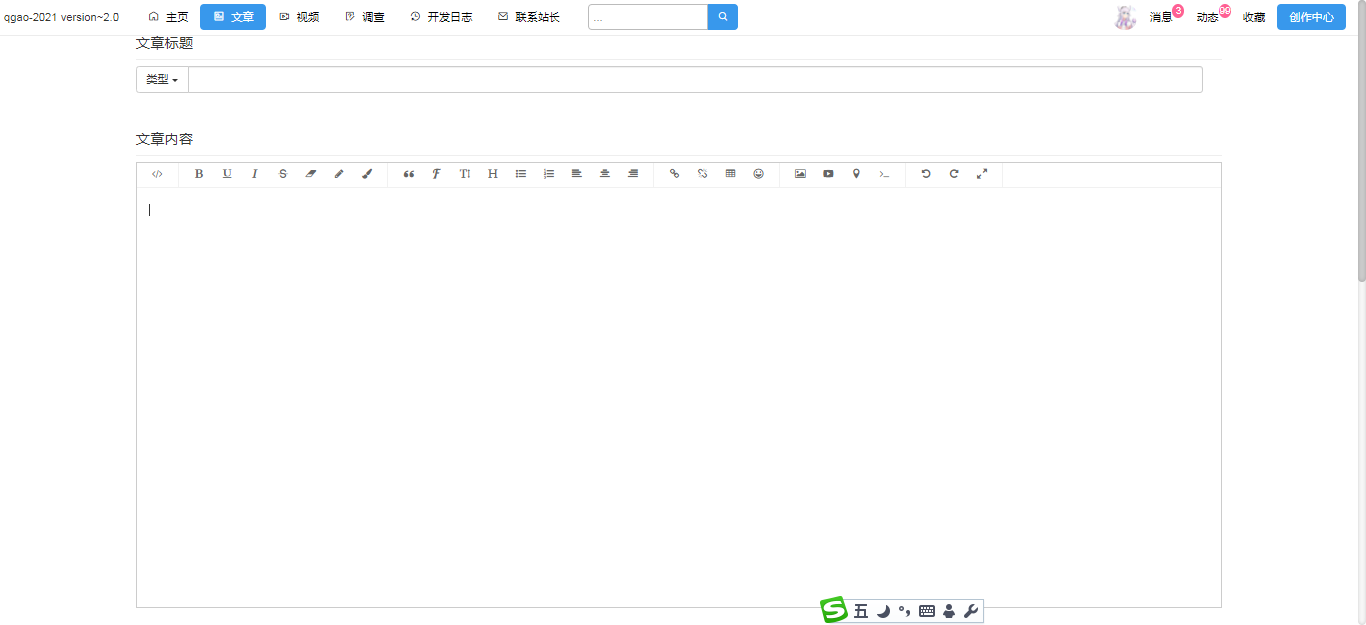 qgao-2021 version~2.0 主页 文章 视频 调查 开发日志 联系站长 ... 消息 3 动态 99 收藏 创作中心
文章标题
类型
文章内容
B U I S F TI H
五